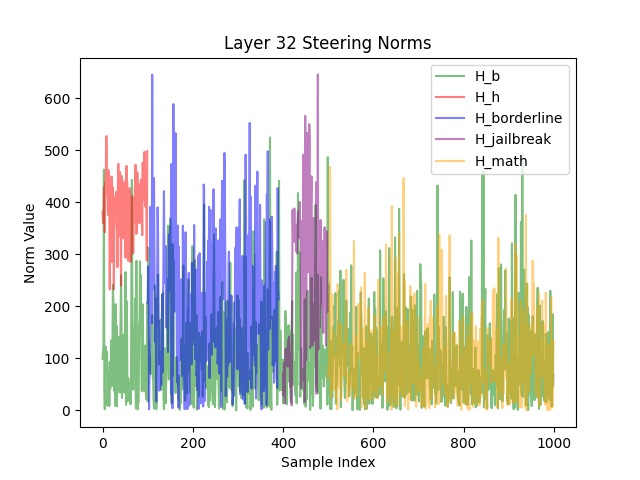 Layer 32 Steering Norms
H_b
H_h
H_borderline
H_jailbreak
H_math
Norm Value
600
500
400
300
200
100
0
0 200 400 600 800 1000
Sample Index